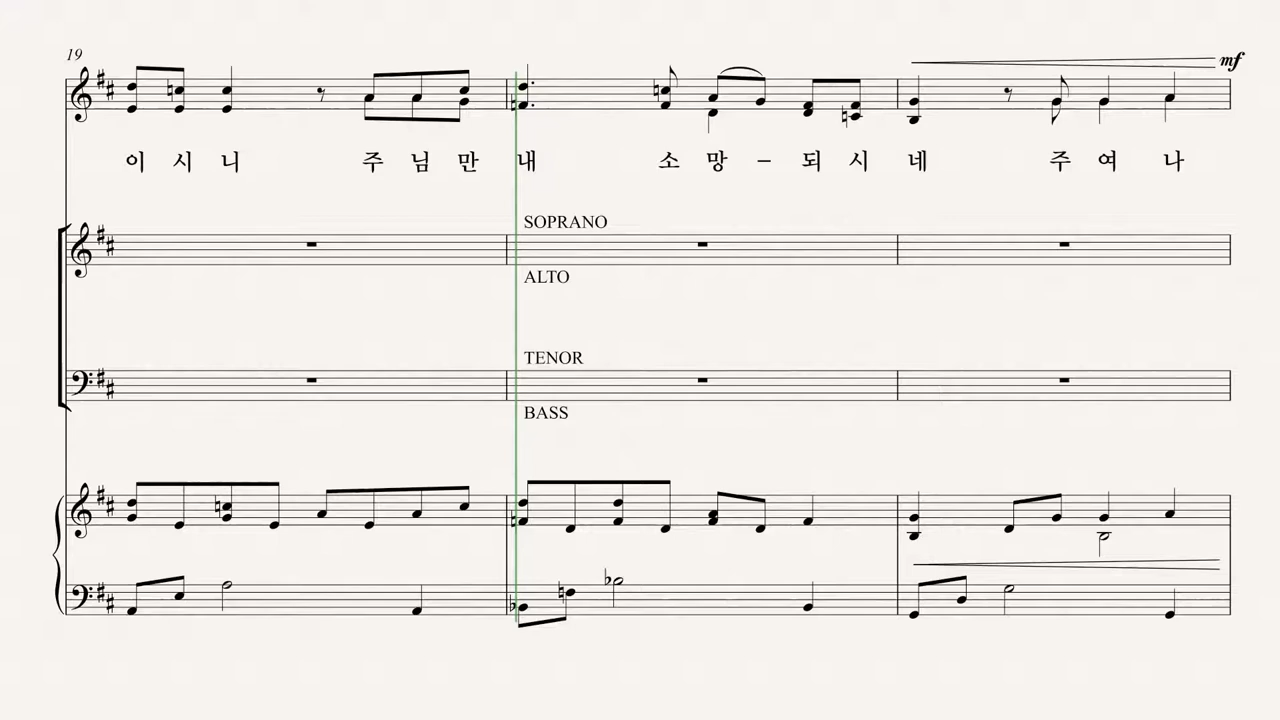 19
mf
이 시 니 주 님 만 내 소 망 – 되 시 네 주 여 나
SOPRANO
ALTO
TENOR
BASS